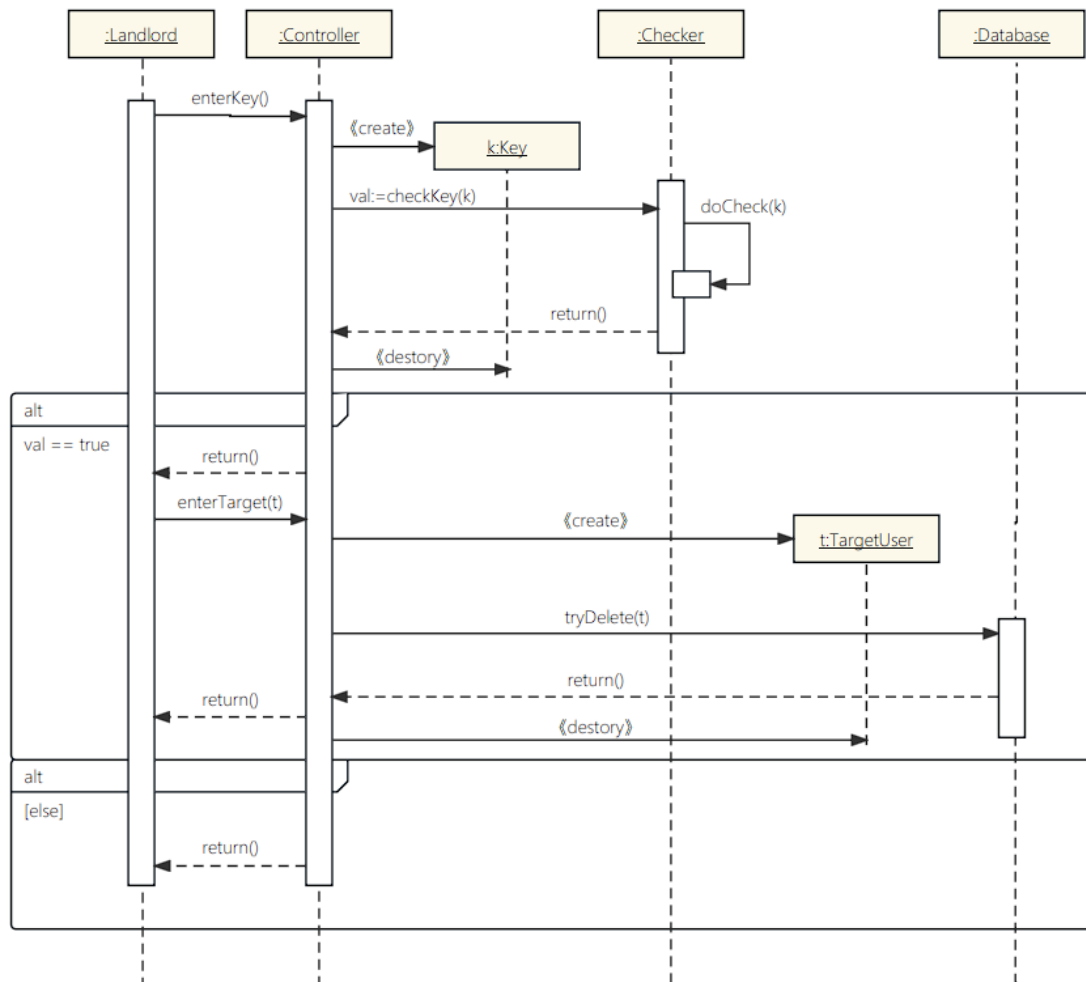 :Landlord
:Controller
:Checker
:Database
enterKey()
《create》
k:Key
val:=checkKey(k)
doCheck(k)
return()
《destory》
alt
val == true
return()
enterTarget(t)
《create》
t:TargetUser
tryDelete(t)
return()
return()
《destory》
alt
[else]
return()